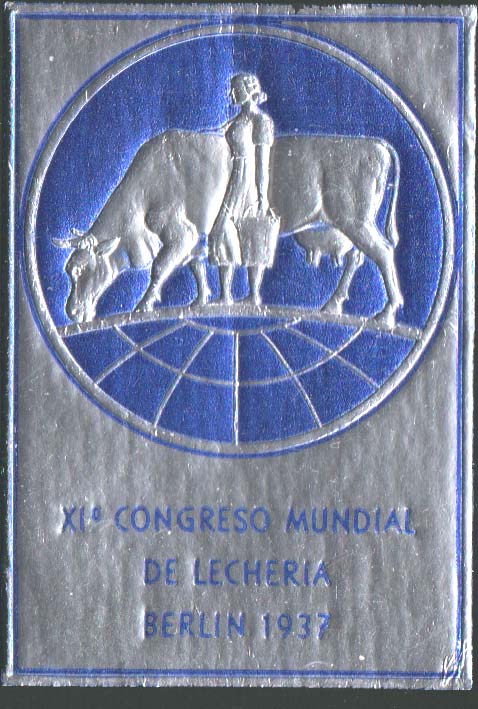 XIº CONGRESO MUNDIAL
DE LECHERIA
BERLIN 1937